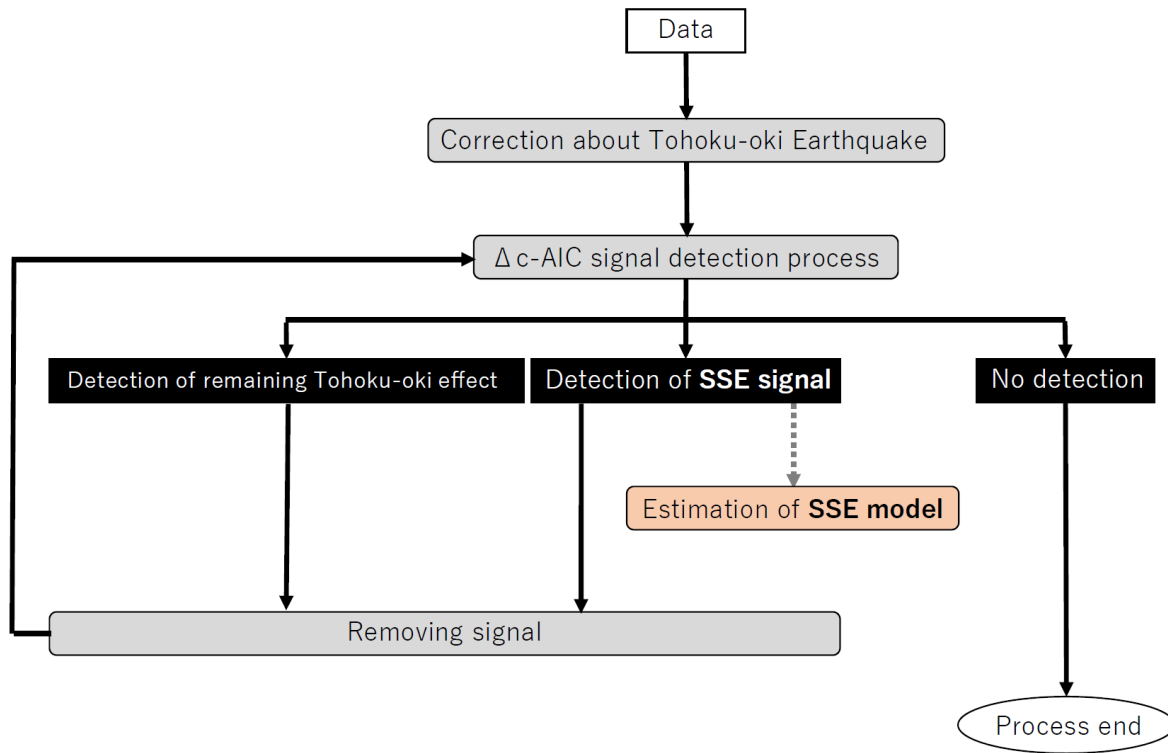 Data
Correction about Tohoku-oki Earthquake
Δ c-AIC signal detection process
Detection of remaining Tohoku-oki effect
Detection of SSE signal
No detection
Estimation of SSE model
Removing signal
Process end